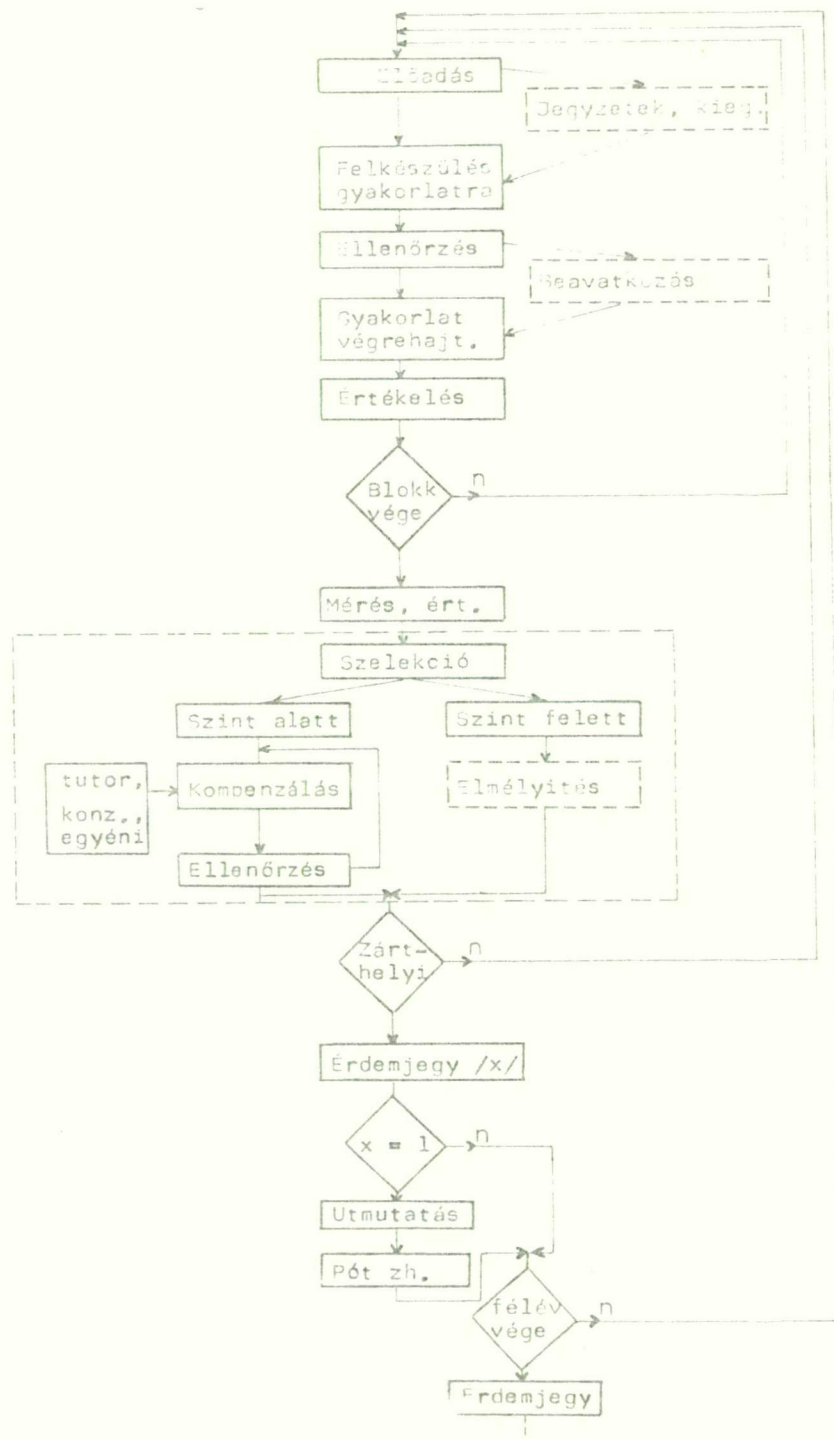 Előadás
Jegyzetek, kieg.
Felkészülés
gyakorlatra
Ellenőrzés
Beavatkozás
Gyakorlat
végrehajt.
Értékelés
Blokk
vége
n
Mérés, ért.
Szelekció
Szint alatt
Szint felett
tutor,
konz.,
egyéni
Kompenzálás
Elmélyités
Ellenőrzés
Zárt-
helyi
n
Érdemjegy /x/
x = 1
n
Utmutatás
Pót zh.
félév
vége
n
Érdemjegy